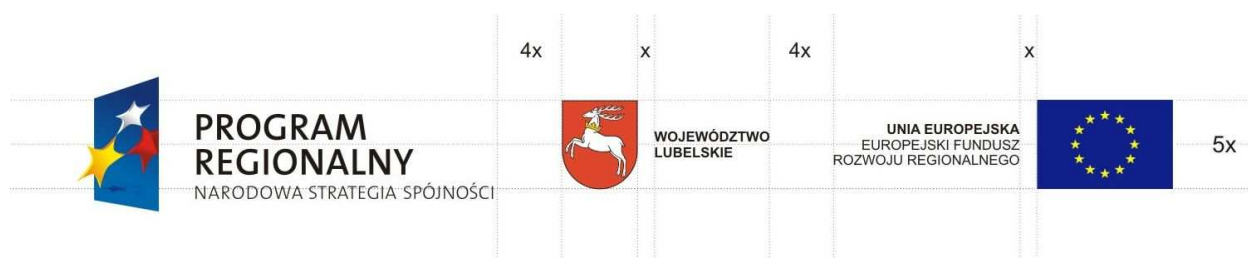 4x
x
4x
x
PROGRAM
REGIONALNY
NARODOWA STRATEGIA SPÓJNOŚCI
WOJEWÓDZTWO
LUBELSKIE
UNIA EUROPEJSKA
EUROPEJSKI FUNDUSZ
ROZWOJU REGIONALNEGO
5x